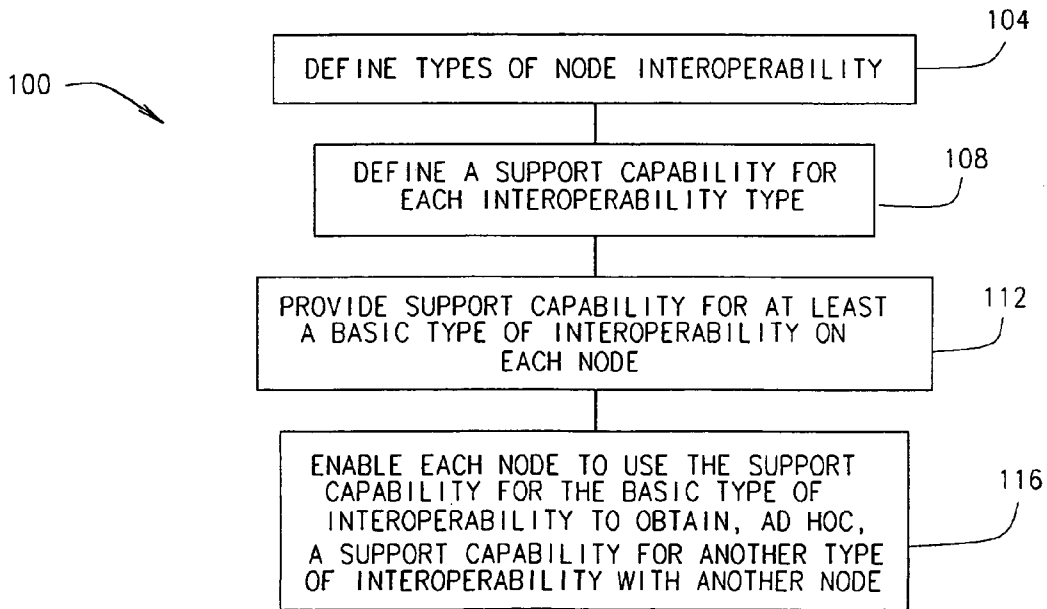 104
100
DEFINE TYPES OF NODE INTEROPERABILITY
108
DEFINE A SUPPORT CAPABILITY FOR
EACH INTEROPERABILITY TYPE
112
PROVIDE SUPPORT CAPABILITY FOR AT LEAST
A BASIC TYPE OF INTEROPERABILITY ON
EACH NODE
116
ENABLE EACH NODE TO USE THE SUPPORT
CAPABILITY FOR THE BASIC TYPE OF
INTEROPERABILITY TO OBTAIN, AD HOC,
A SUPPORT CAPABILITY FOR ANOTHER TYPE
OF INTEROPERABILITY WITH ANOTHER NODE